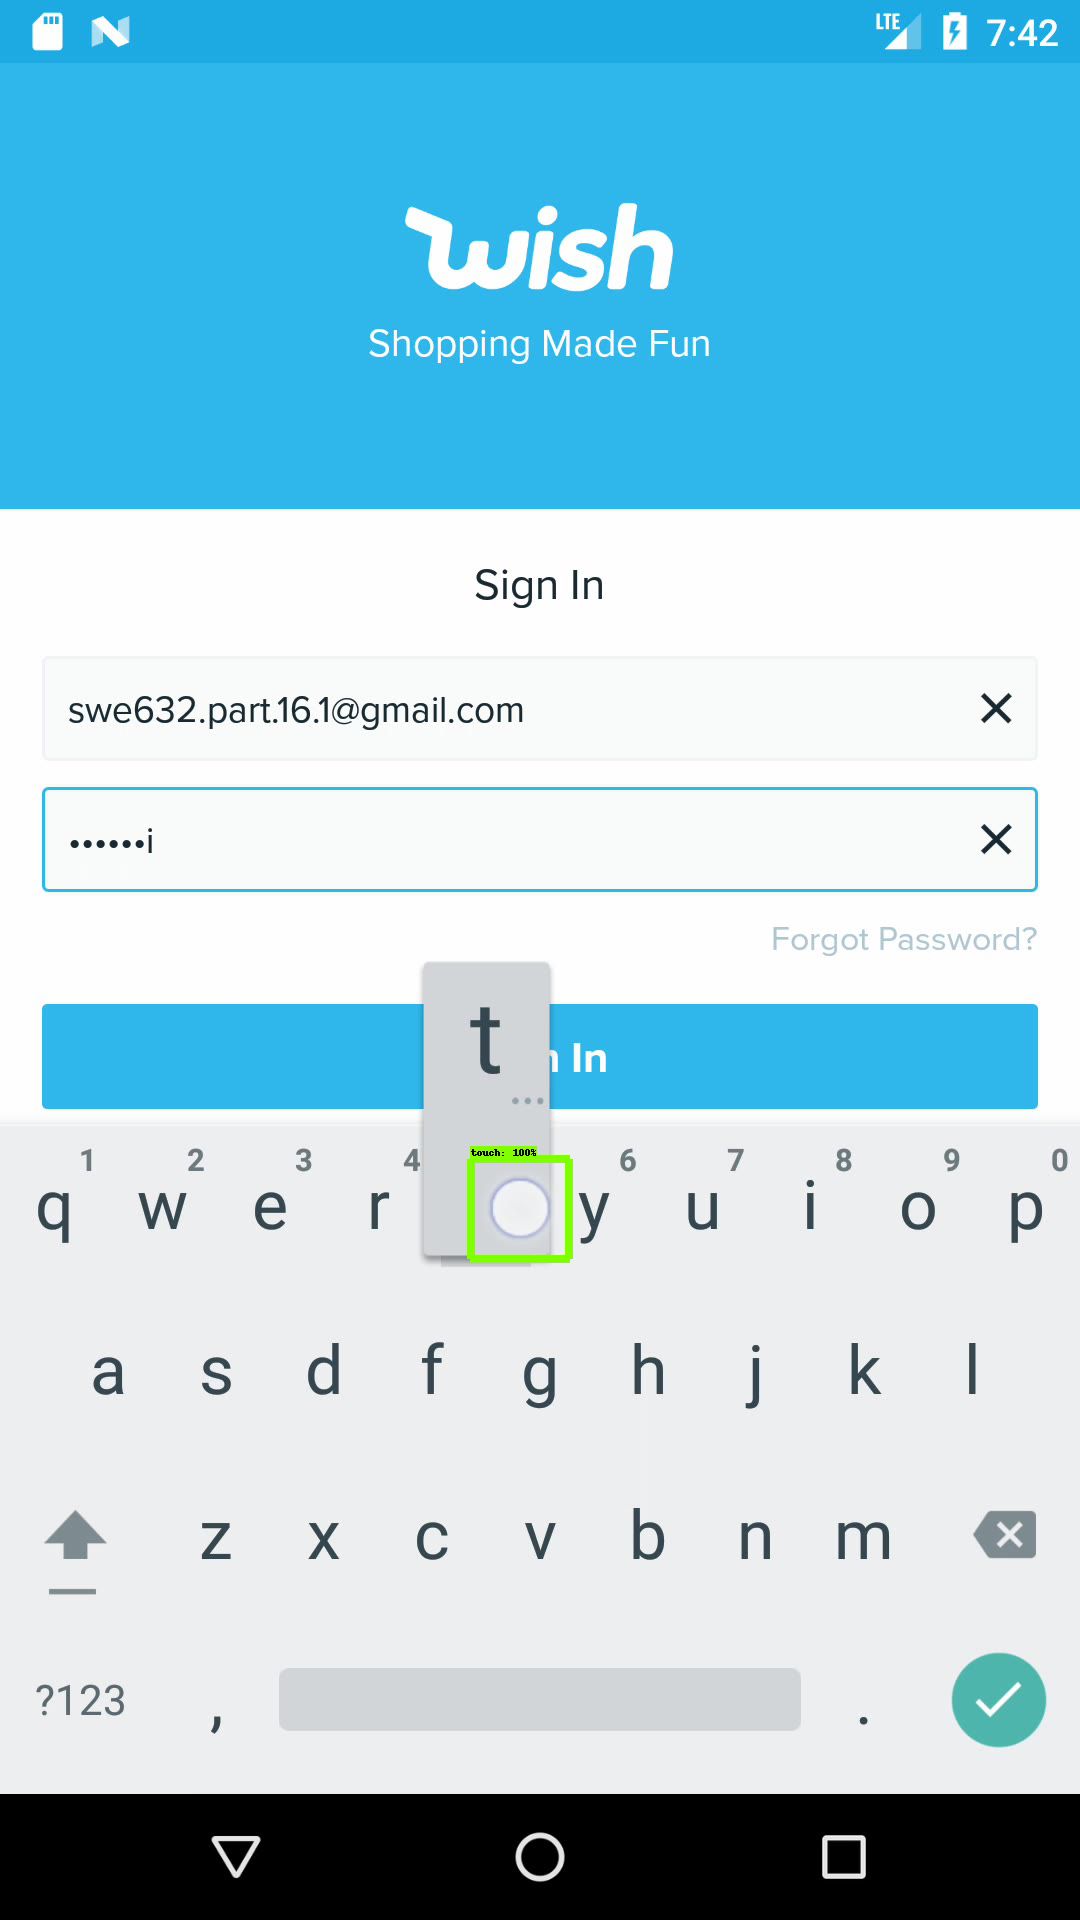 LTE 7:42
wish
Shopping Made Fun
Sign In
swe632.part.16.1@gmail.com
••••••i
Forgot Password?
t
n In
...
touch: 100%
1 2 3 4 6 7 8 9 0
q w e r y u i o p
a s d f g h j k l
z x c v b n m
?123 , .